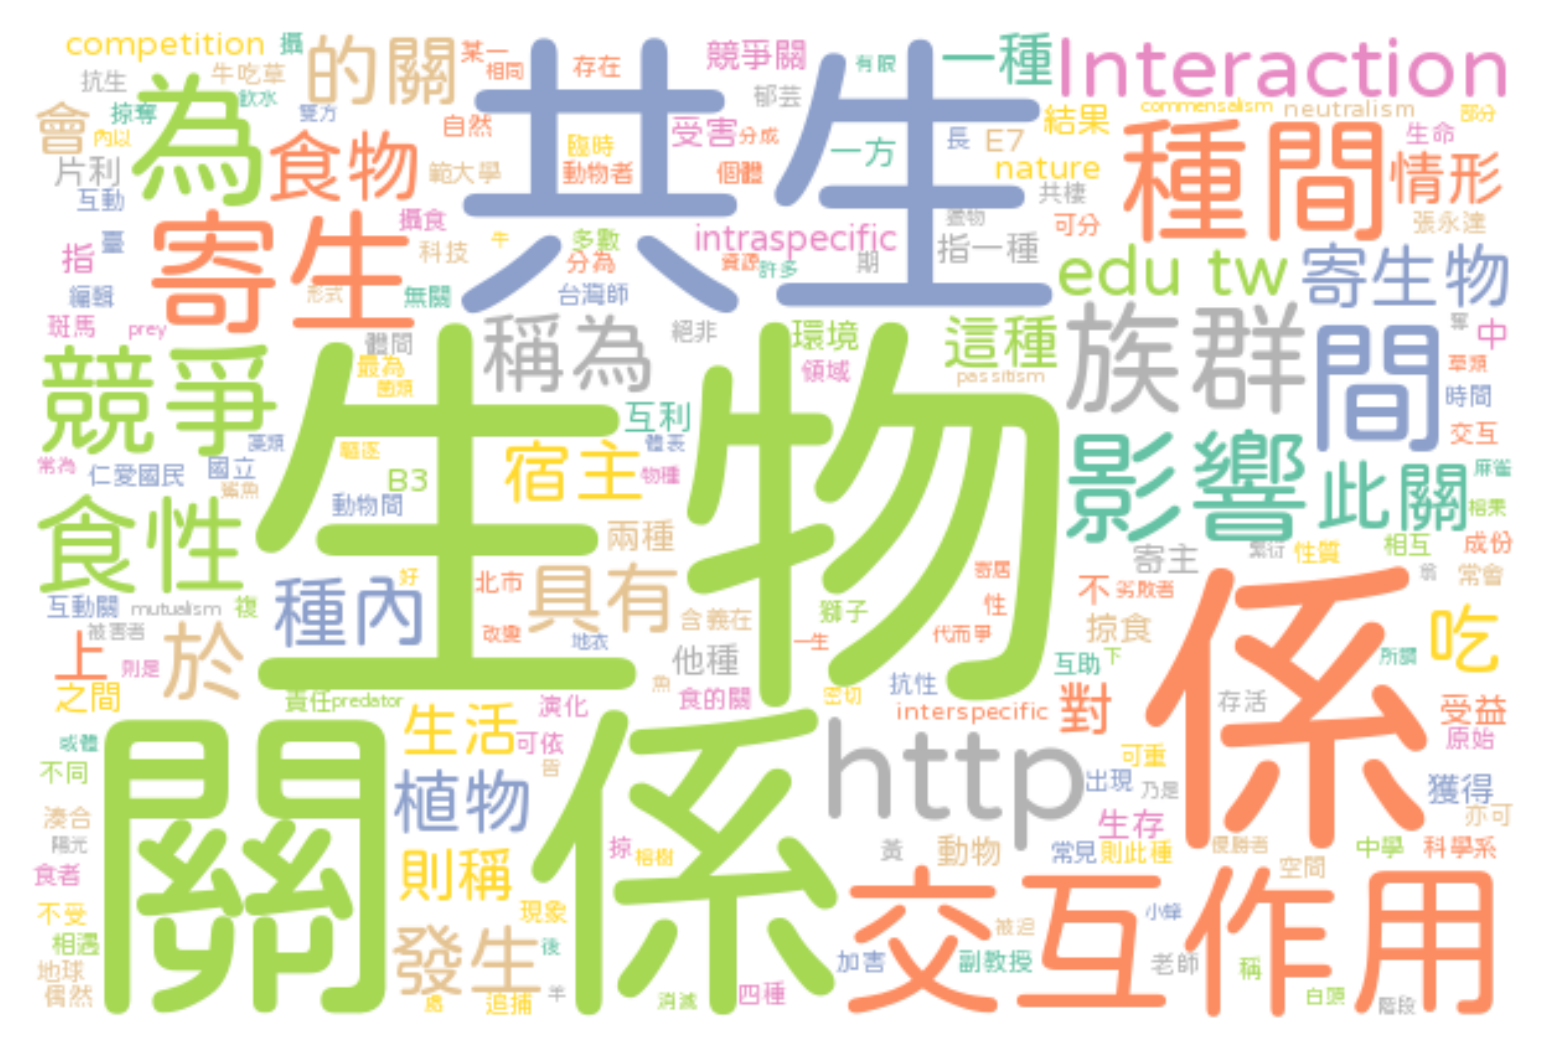 competition
攝
的關
某一
相同
存在
競爭關
有限
一種
Interaction
抗生
牛吃草
飲水
為
共生
郁芸
commensalism
neutralism
部分
會
掠奪
內以
雙方
自然
臨時
受害
分成
一方
長
E7
結果
種間
生命
片利
食物
範大學
動物者
個體
nature
共棲
情形
互動
寄生
攝食
獵物
可分
張永達
指
臺
科技
牛
多數
intraspecific
指一種
分為
資源
許多
期
edu tw
寄生物
編輯
形式
無關
台灣師
斑馬
prey
體間
稱為
絕非
環境
這種
族群
間
中
競爭
最為
菌類
領域
passitism
草類
時間
生物
互利
藻類
驅逐
體表
影響
交互
常為
仁愛國民
國立
B3
宿主
物種
此關
麻雀
鯊魚
動物間
食性
兩種
寄主
繁衍
性質
相互
成份
好
種內
北市
具有
寄居
獅子
性
不
劣敗者
翁
常會
互動關
mutualism
複
被害者
上
於
改變
地衣
含義在
一生
代而爭
掠食
吃
則是
他種
互助
下
所謂
之間
責任
predator
魚
食的關
密切
抗性
對
係
存活
演化
interspecific
受益
原始
或體
關係
生活
可依
http
可重
不同
皆
植物
出現
乃是
獲得
湊合
生存
亦可
陽光
掠
榕樹
黃
動物
常見
則此種
優勝者
中學
科學系
食者
則稱
空間
不受
現象
交互作用
小蜂
相遇
發生
後
被迫
地球
加害
副教授
老師
稱
偶然
處
追捕
羊
消滅
四種
白頭
階段